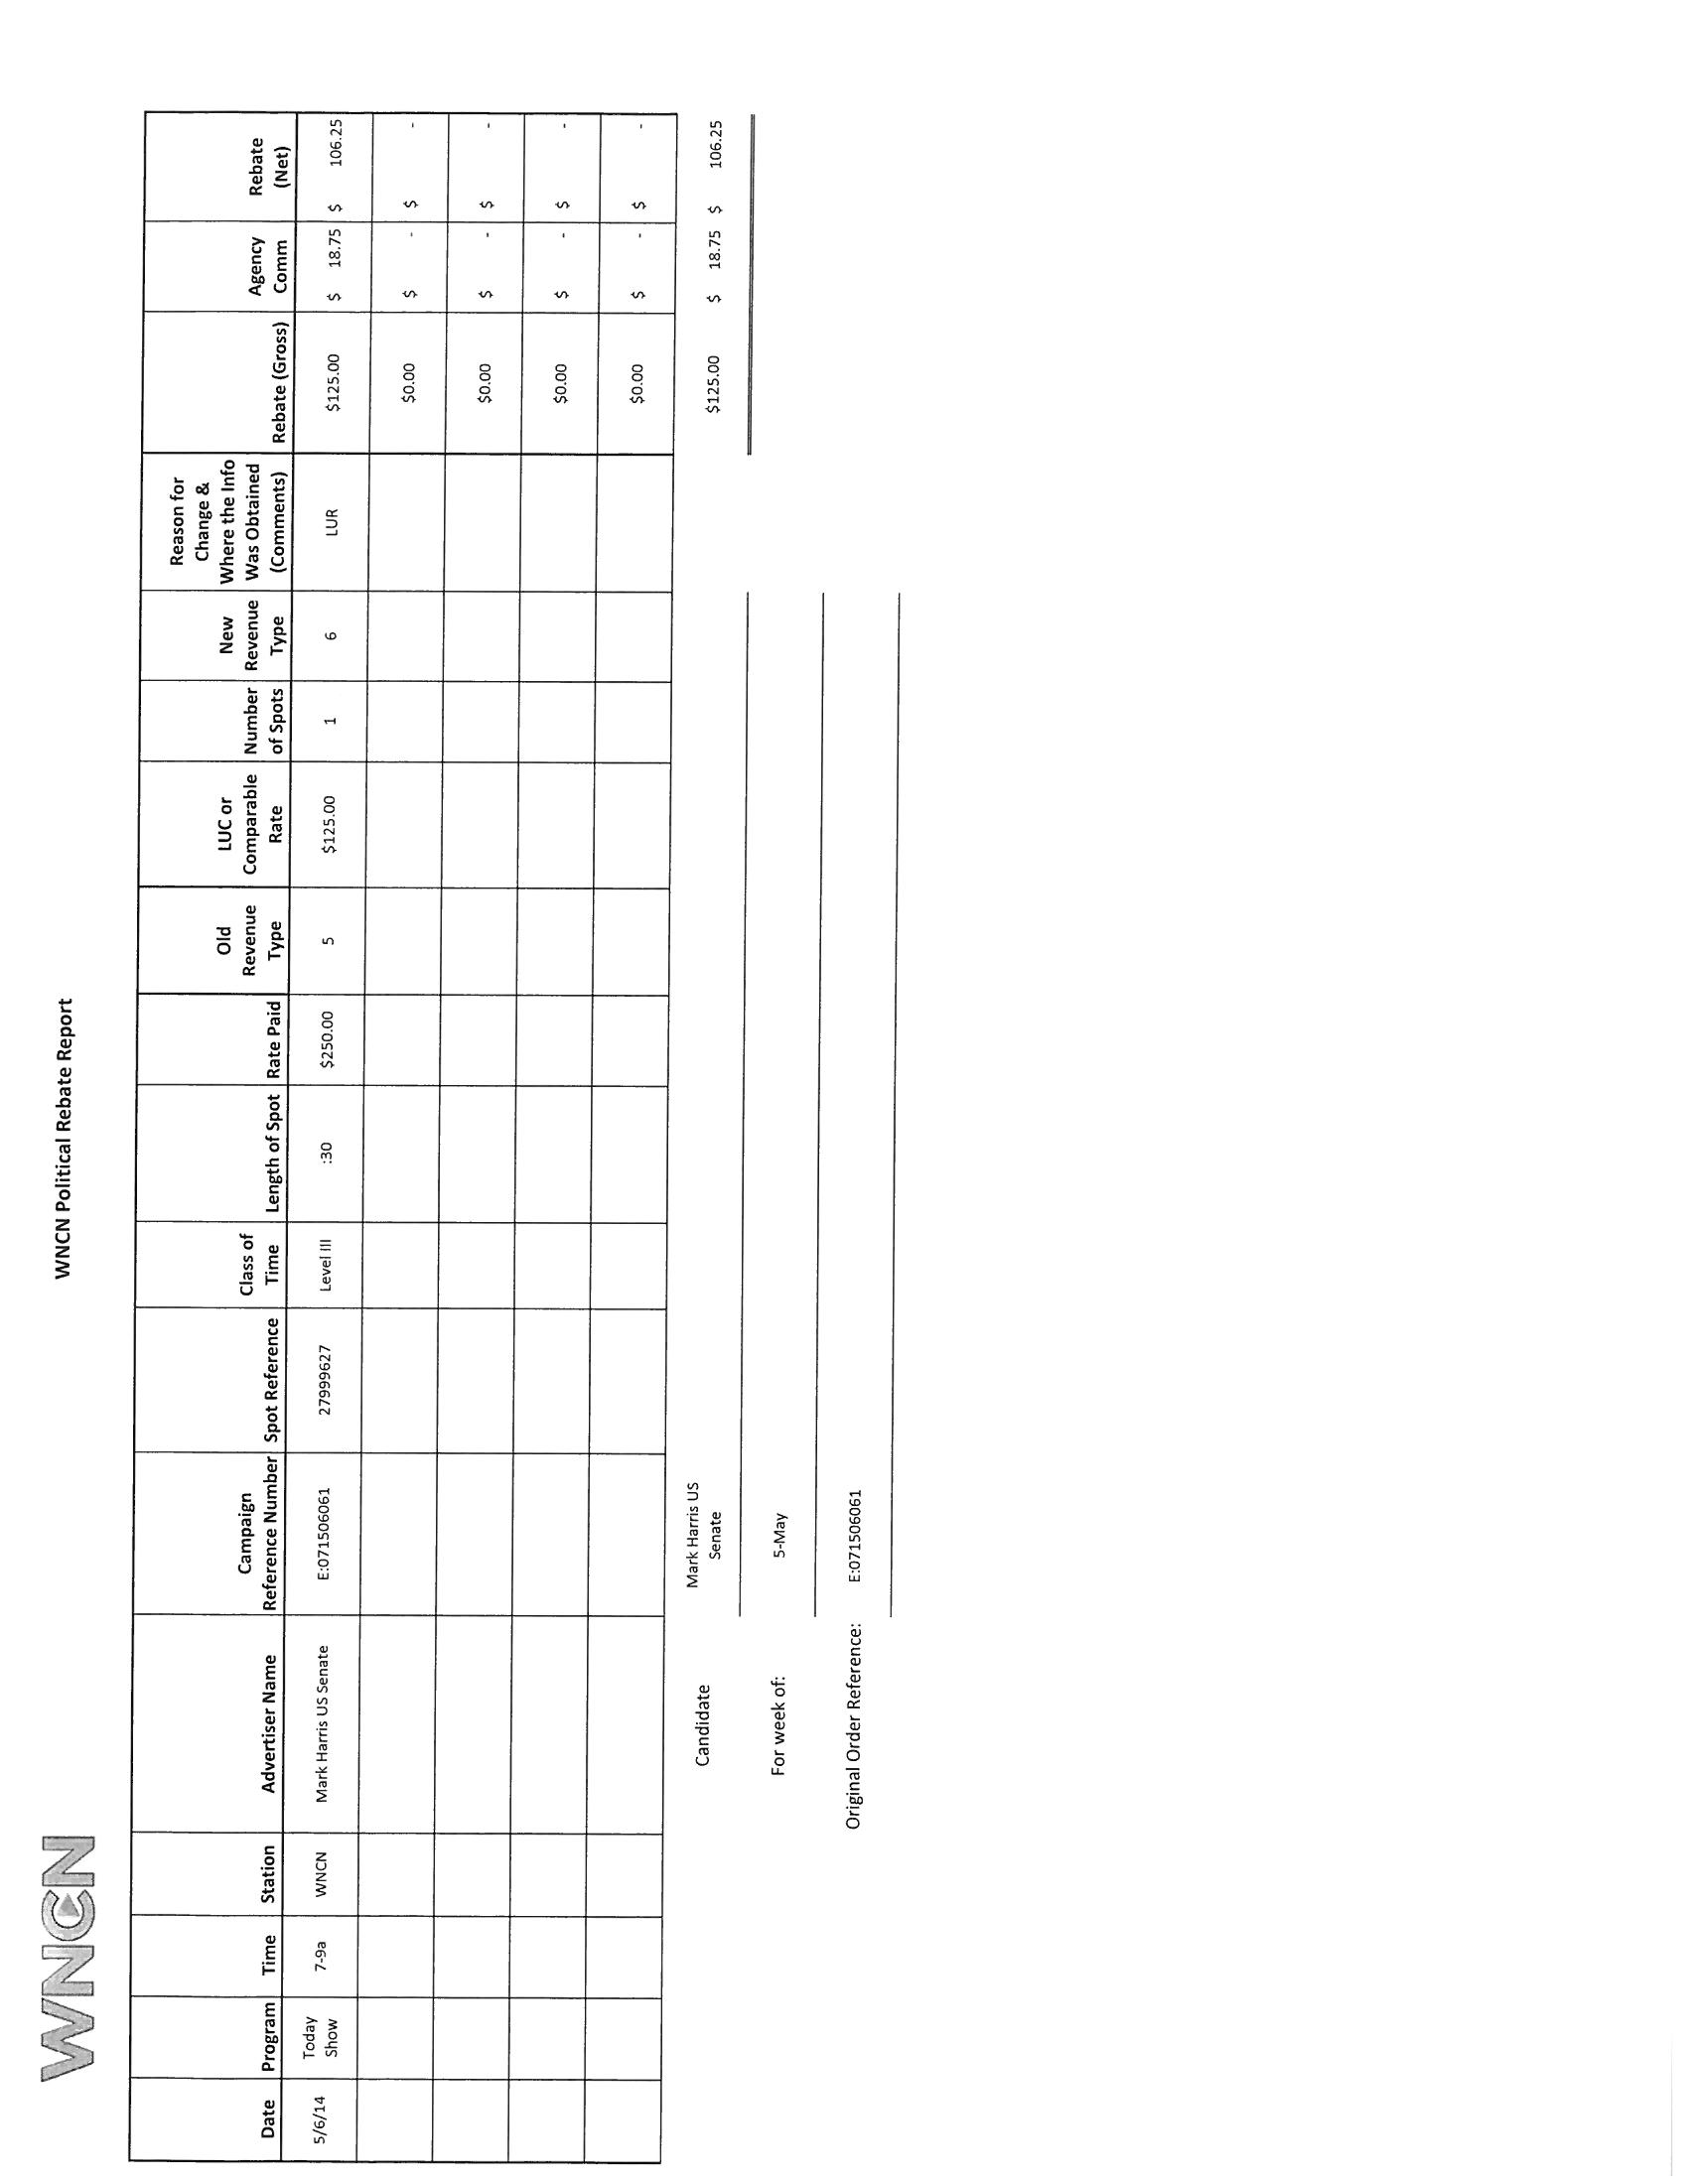 WNCN
WNCN Political Rebate Report
Date
Program
Time
Station
Advertiser Name
Campaign
Reference Number
Spot Reference
Class of
Time
Length of Spot
Rate Paid
Old
Revenue
Type
LUC or
Comparable
Rate
Number
of Spots
New
Revenue
Type
Reason for
Change &
Where the Info
Was Obtained
(Comments)
Rebate (Gross)
Agency
Comm
Rebate
(Net)
5/6/14
Today
Show
7-9a
WNCN
Mark Harris US Senate
E:071506061
27999627
Level III
:30
$250.00
5
$125.00
1
6
LUR
$125.00
$ 18.75
$ 106.25
$0.00 $ - $ -
$0.00 $ - $ -
$0.00 $ - $ -
$0.00 $ - $ -
$125.00 $ 18.75 $ 106.25
Candidate
Mark Harris US
Senate
For week of: 5-May
Original Order Reference: E:071506061